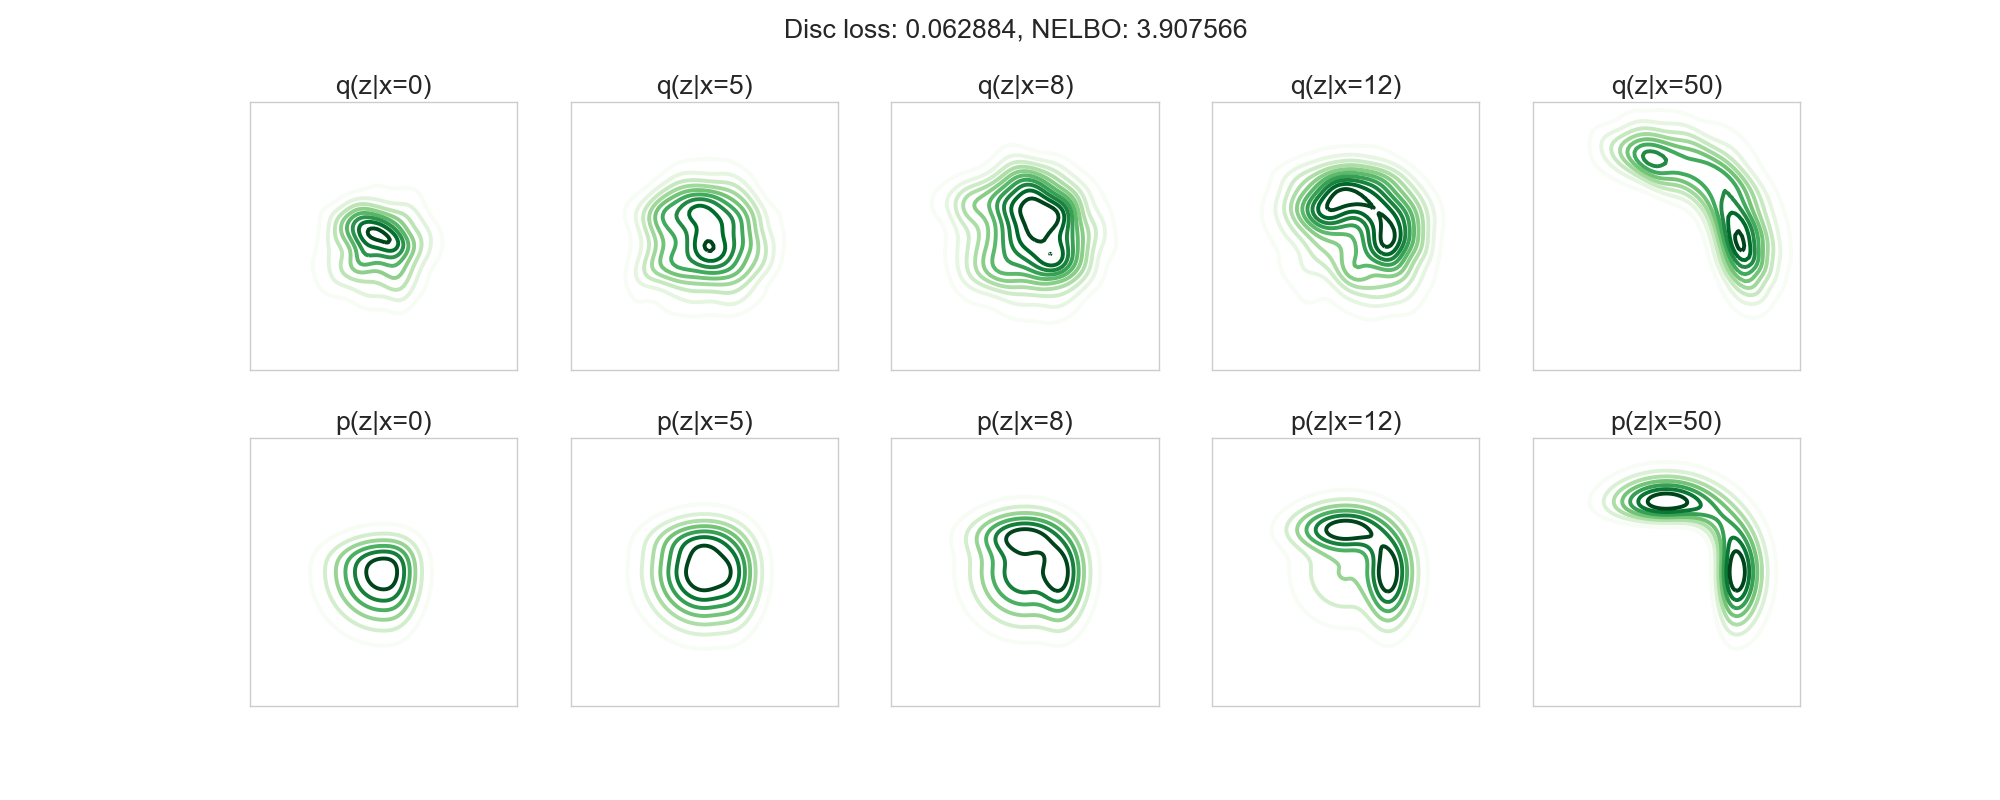 Disc loss: 0.062884, NELBO: 3.907566
q(z|x=0) q(z|x=5) q(z|x=8) q(z|x=12) q(z|x=50)
p(z|x=0) p(z|x=5) p(z|x=8) p(z|x=12) p(z|x=50)